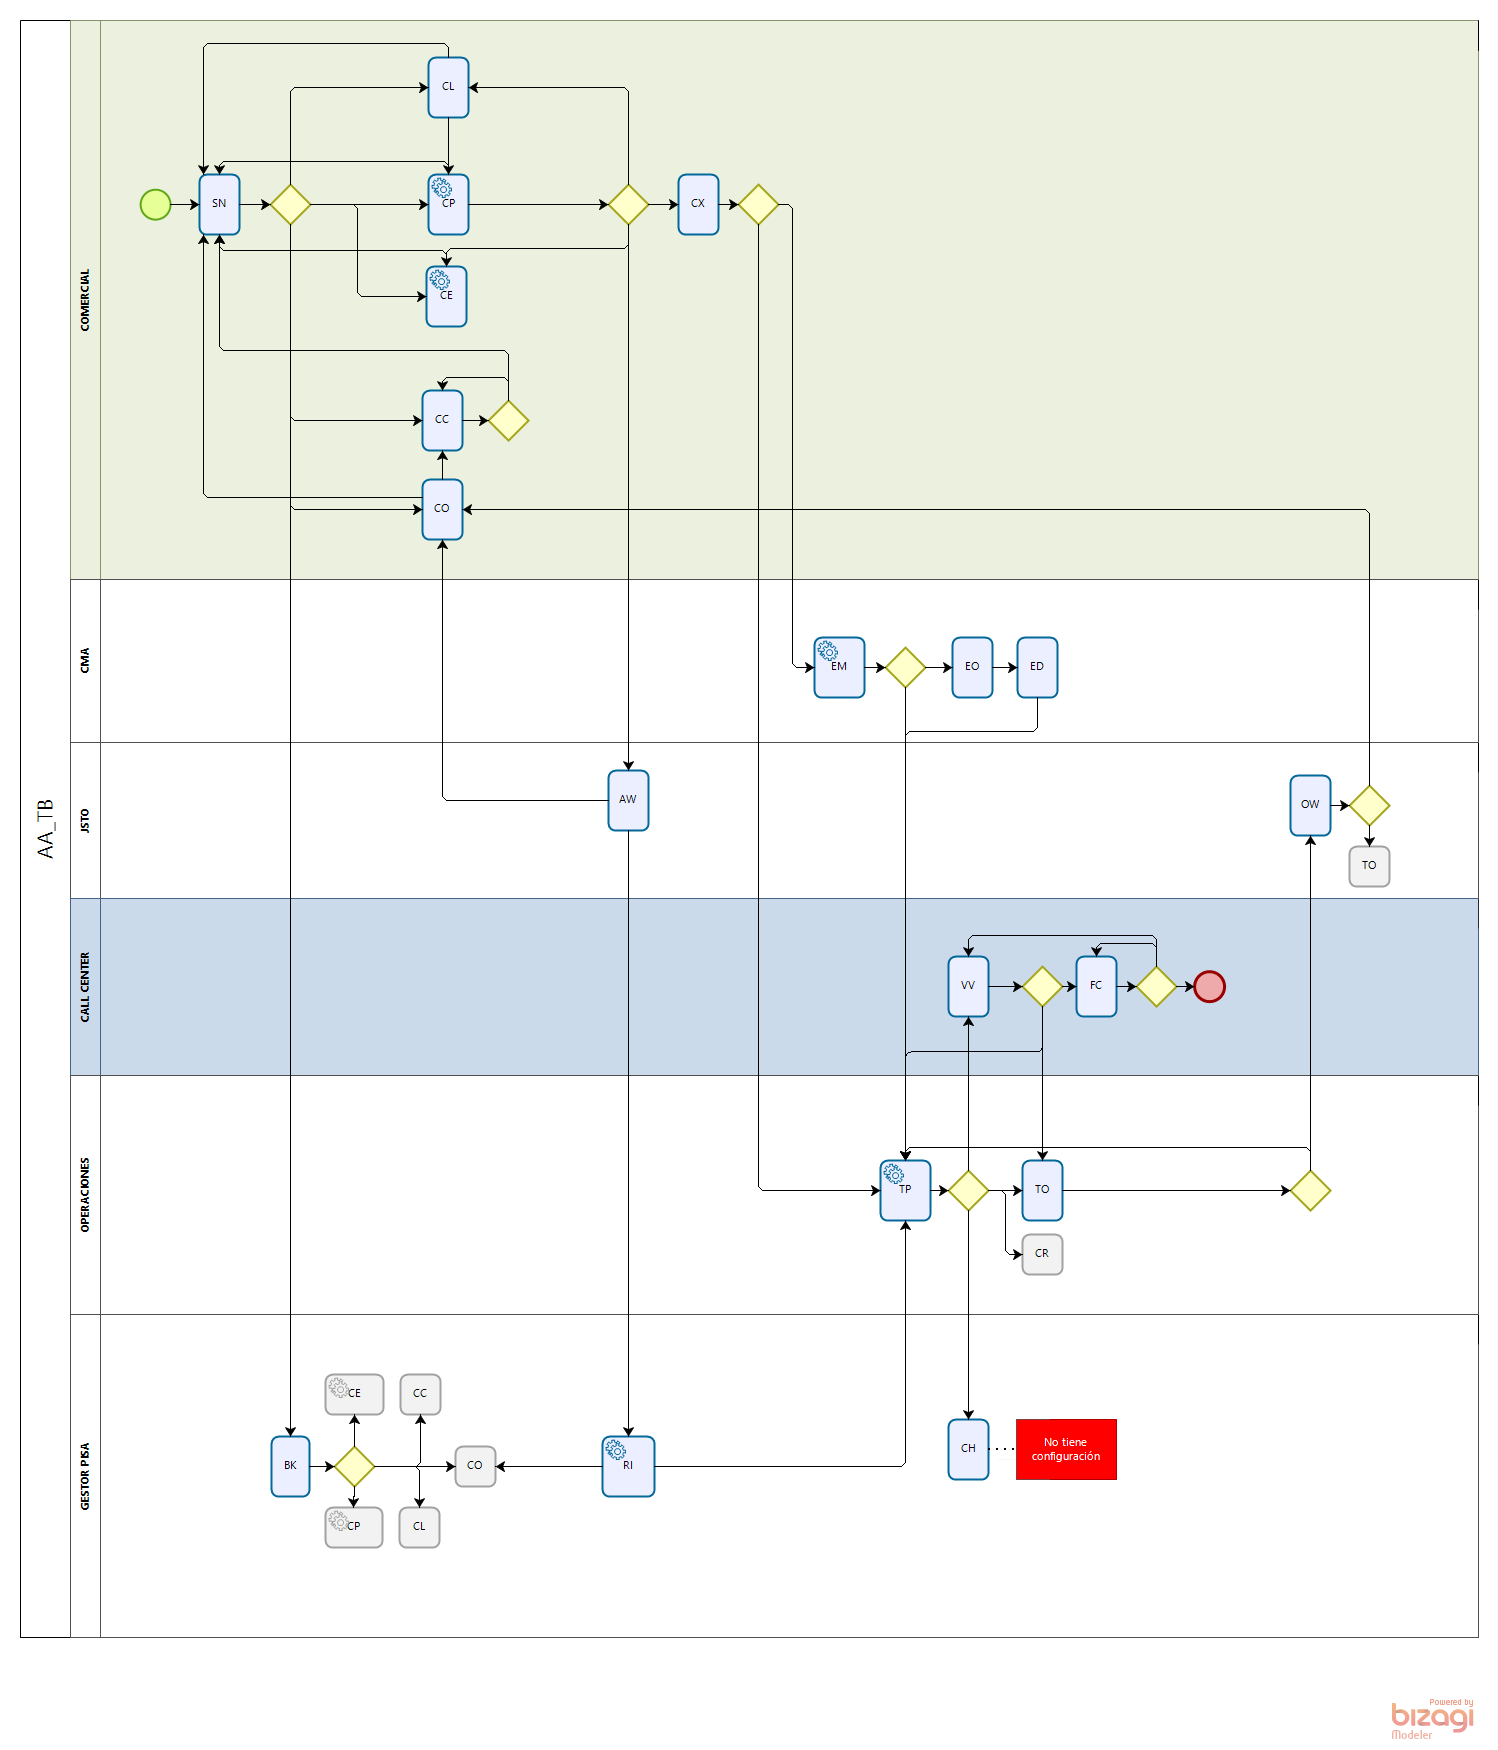 AA_TB
COMERCIAL
CL
SN
CP
CX
CE
CC
CO
CMA
EM
EO
ED
JSTO
AW
OW
TO
CALL CENTER
VV
FC
OPERACIONES
TP
TO
CR
GESTOR PISA
CE
CC
BK
CO
RI
CP
CL
CH
No tiene
configuración
Powered by
bizagi
Modeler